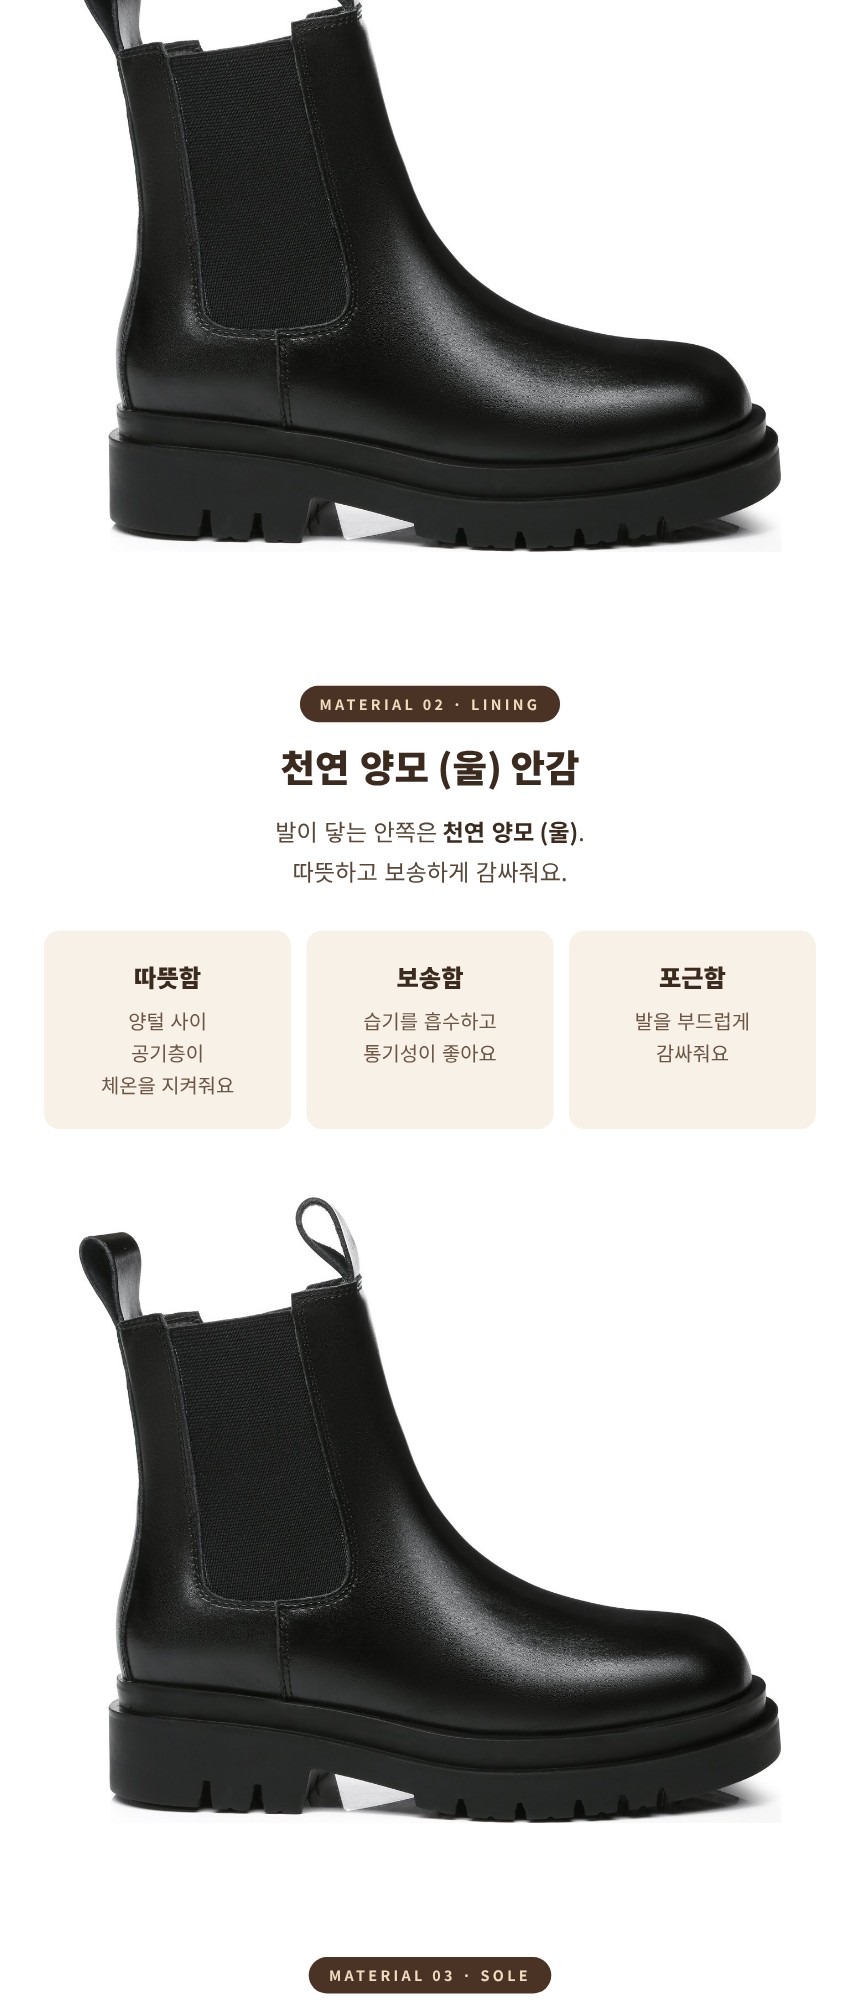 MATERIAL 02 · LINING
천연 양모 (울) 안감
발이 닿는 안쪽은 천연 양모 (울).
따뜻하고 보송하게 감싸줘요.
따뜻함
양털 사이
공기층이
체온을 지켜줘요
보송함
습기를 흡수하고
통기성이 좋아요
포근함
발을 부드럽게
감싸줘요
MATERIAL 03 · SOLE